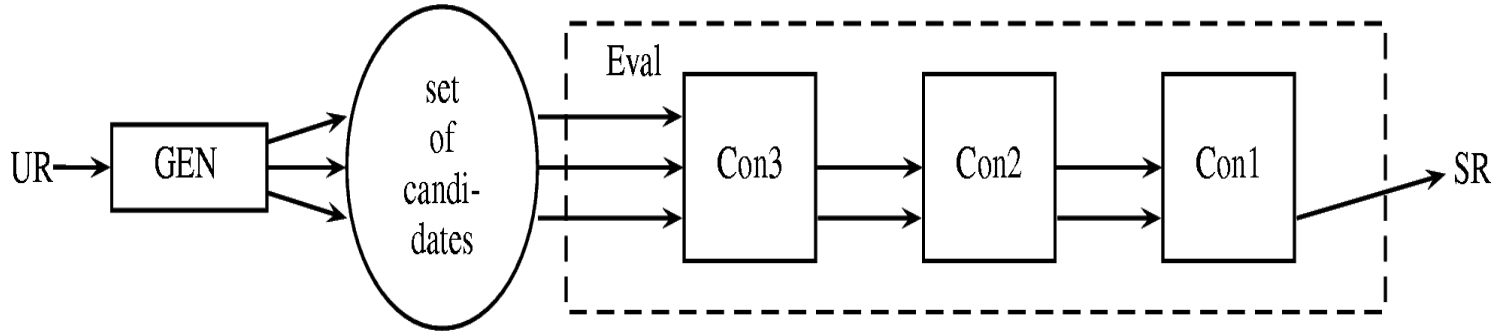 UR
GEN
set
of
candi-
dates
Eval
Con3
Con2
Con1
SR